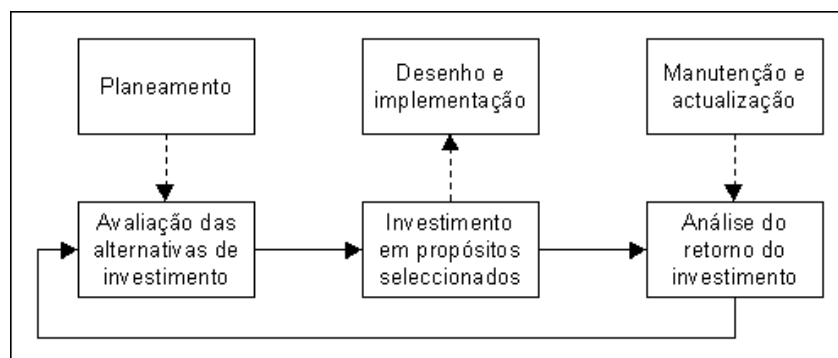 Planeamento
Desenho e
implementação
Manutenção e
actualização
Avaliação das
alternativas de
investimento
Investimento
em propósitos
seleccionados
Análise do
retorno do
investimento